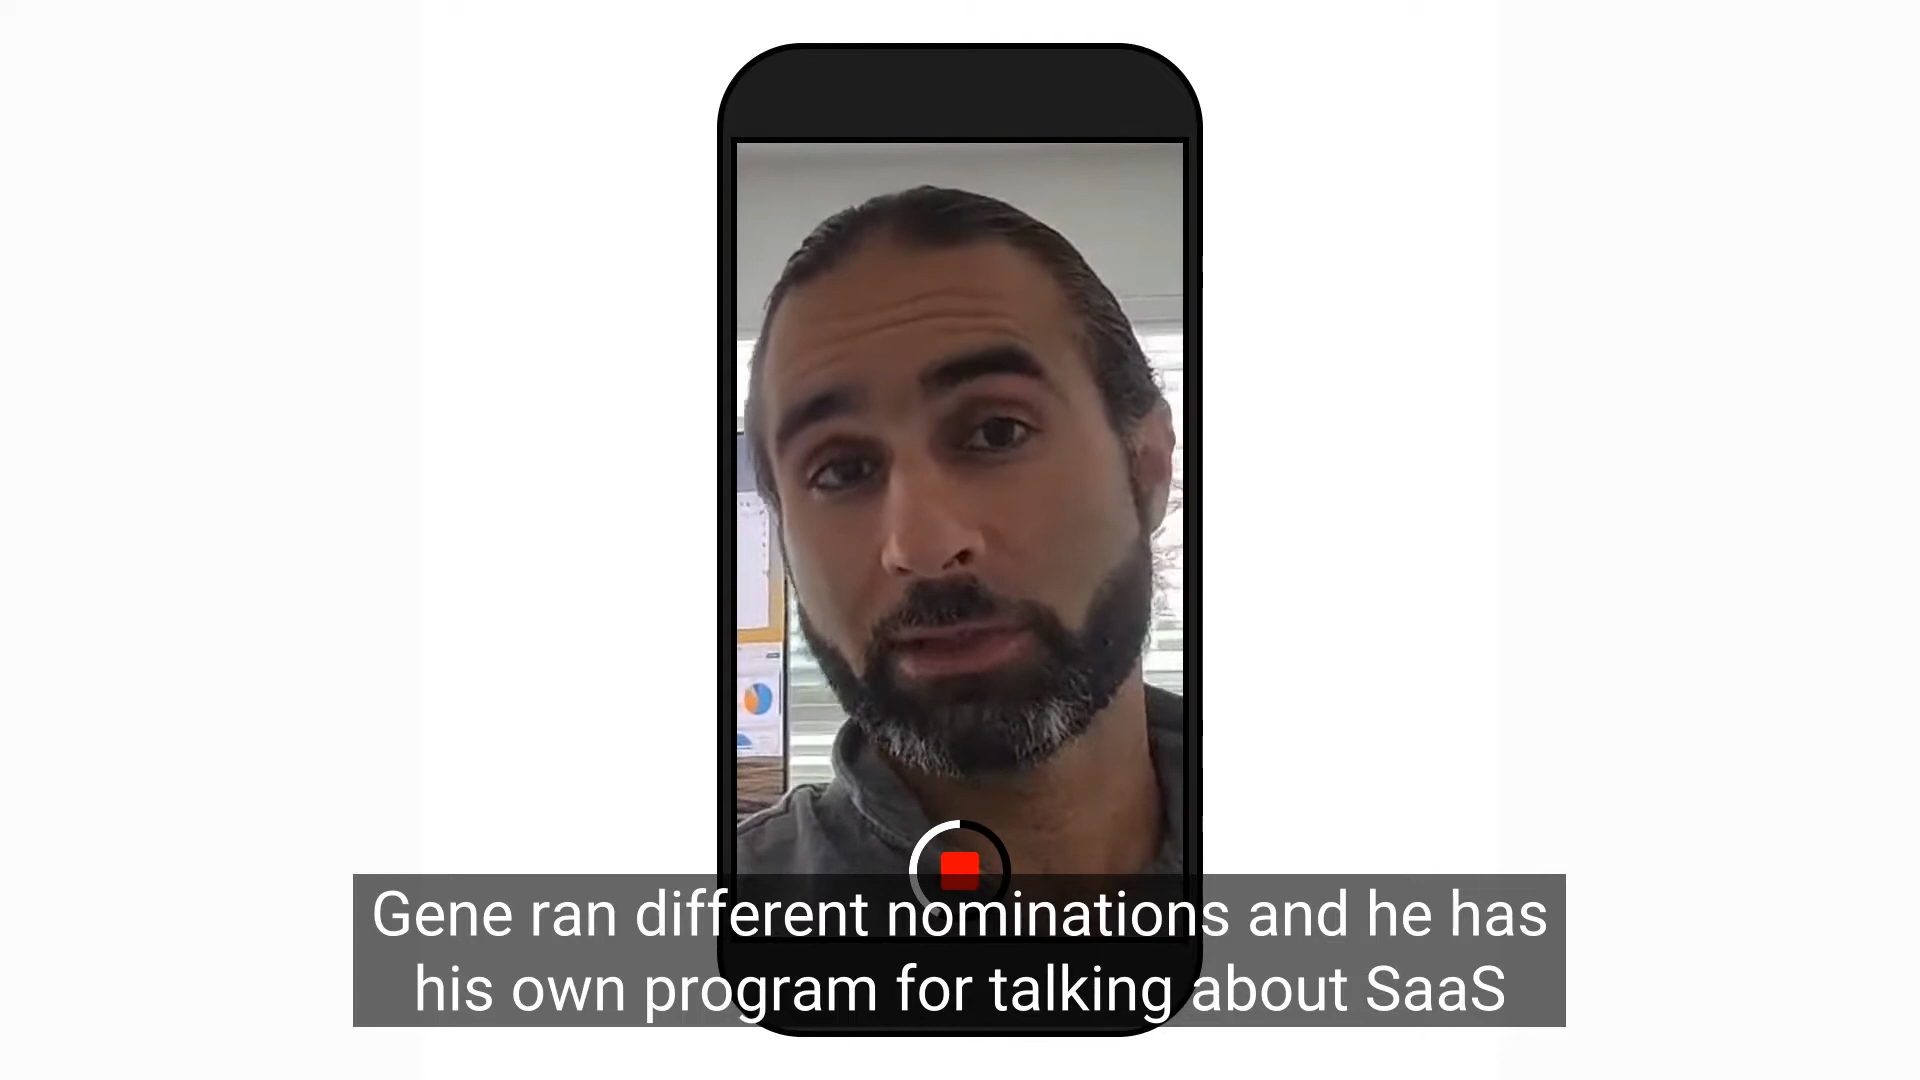 Gene ran different nominations and he has
his own program for talking about SaaS